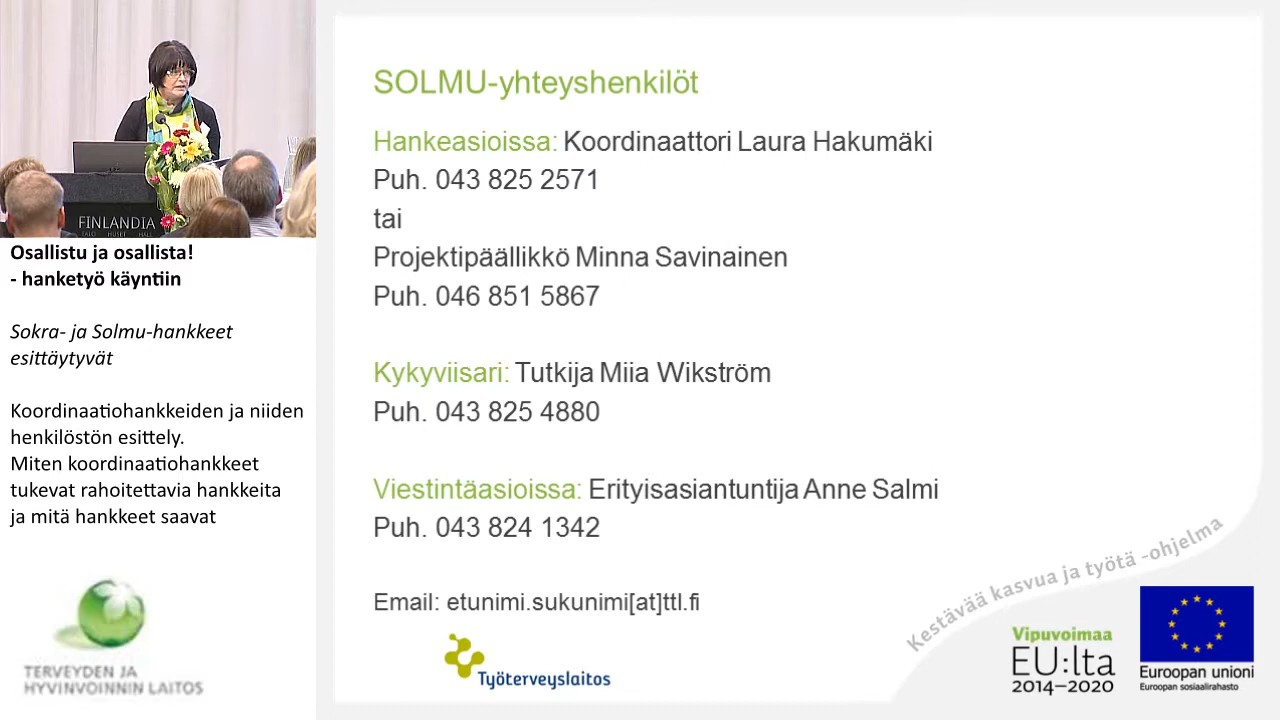 FINLANDIA
TALO HUSET HALL
Osallistu ja osallista!
- hanketyö käyntiin
Sokra- ja Solmu-hankkeet
esittäytyvät
Koordinaatiohankkeiden ja niiden
henkilöstön esittely.
Miten koordinaatiohankkeet
tukevat rahoitettavia hankkeita
ja mitä hankkeet saavat
TERVEYDEN JA
HYVINVOINNIN LAITOS
SOLMU-yhteyshenkilöt
Hankeasioissa: Koordinaattori Laura Hakumäki
Puh. 043 825 2571
tai
Projektipäällikkö Minna Savinainen
Puh. 046 851 5867
Kykyviisari: Tutkija Miia Wikström
Puh. 043 825 4880
Viestintäasioissa: Erityisasiantuntija Anne Salmi
Puh. 043 824 1342
Email: etunimi.sukunimi[at]ttl.fi
Työterveyslaitos
Kestävää kasvua ja työtä -ohjelma
Vipuvoimaa
EU:lta
2014–2020
Euroopan unioni
Euroopan sosiaalirahasto